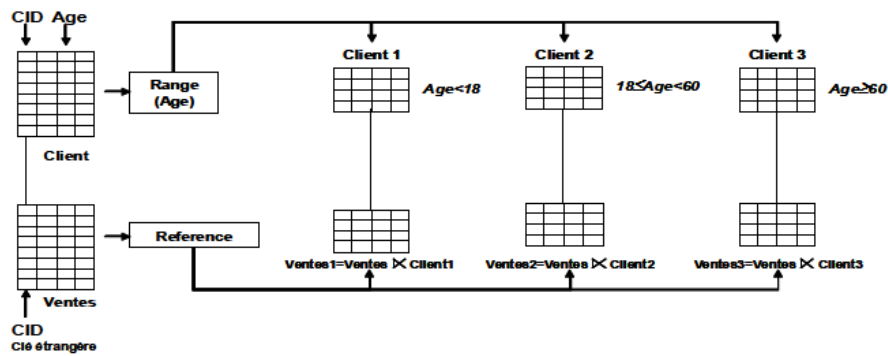 CID Age
Client 1 Client 2 Client 3
Range
(Age)
Age<18
18≤Age<60
Age≥60
Client
Reference
Ventes1=Ventes ⋉ Client1
Ventes2=Ventes ⋉ Client2
Ventes3=Ventes ⋉ Client3
Ventes
CID
Clé étrangère